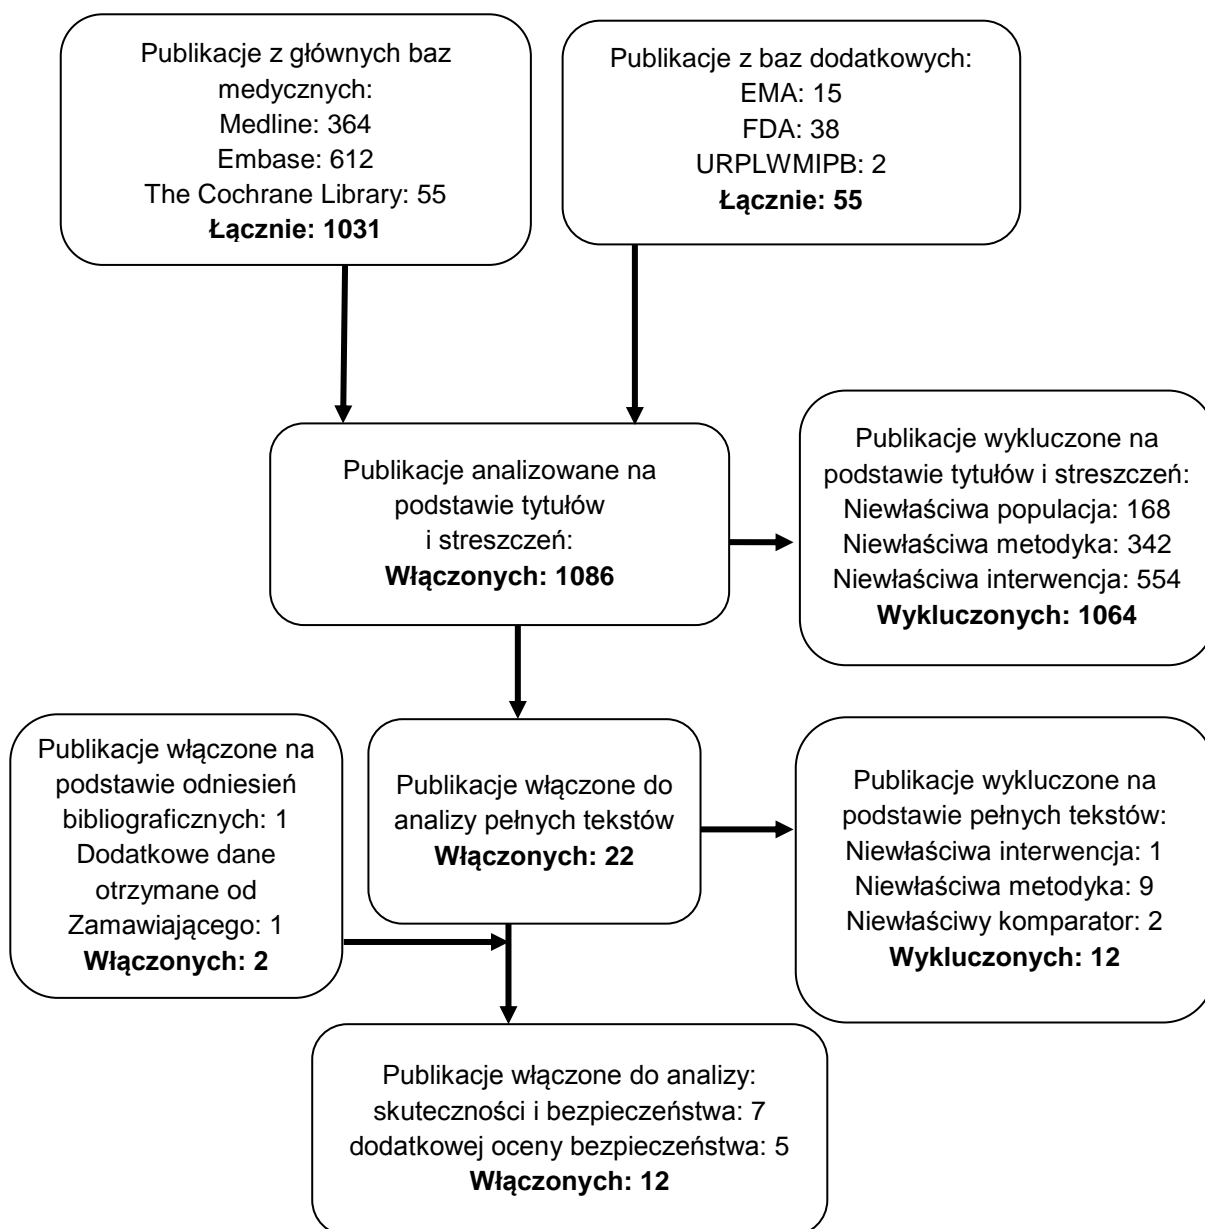 Publikacje z głównych baz
medycznych:
Medline: 364
Embase: 612
The Cochrane Library: 55
Łącznie: 1031
Publikacje z baz dodatkowych:
EMA: 15
FDA: 38
URPLWMIPB: 2
Łącznie: 55
Publikacje analizowane na
podstawie tytułów
i streszczeń:
Włączonych: 1086
Publikacje wykluczone na
podstawie tytułów i streszczeń:
Niewłaściwa populacja: 168
Niewłaściwa metodyka: 342
Niewłaściwa interwencja: 554
Wykluczonych: 1064
Publikacje włączone na
podstawie odniesień
bibliograficznych: 1
Dodatkowe dane
otrzymane od
Zamawiającego: 1
Włączonych: 2
Publikacje włączone do
analizy pełnych tekstów
Włączonych: 22
Publikacje wykluczone na
podstawie pełnych tekstów:
Niewłaściwa interwencja: 1
Niewłaściwa metodyka: 9
Niewłaściwy komparator: 2
Wykluczonych: 12
Publikacje włączone do analizy:
skuteczności i bezpieczeństwa: 7
dodatkowej oceny bezpieczeństwa: 5
Włączonych: 12